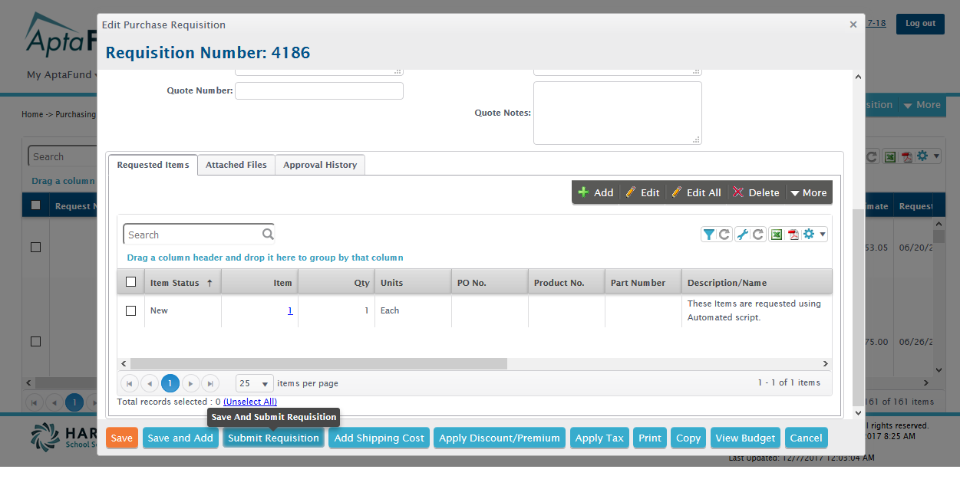 Edit Purchase Requisition
×
7-18
Log out
AptaF
Requisition Number: 4186
My AptaFund
Home -> Purchasing
sition
More
Quote Number:
Quote Notes:
Search
Drag a column
Requested Items
Attached Files
Approval History
Add
Edit
Edit All
Delete
More
Request N
mate
Reques
Search
53.05
06/20/2
Drag a column header and drop it here to group by that column
Item Status ↑
Item
Qty
Units
PO No.
Product No.
Part Number
Description/Name
New
1
1
Each
These Items are requested using
Automated script.
75.00
06/26/2
1
25
items per page
1 - 1 of 1 items
Total records selected : 0 (Unselect All)
1
161 of 161 items
Save And Submit Requisition
Save
Save and Add
Submit Requisition
Add Shipping Cost
Apply Discount/Premium
Apply Tax
Print
Copy
View Budget
Cancel
HAR
School S
l rights reserved.
017 8:25 AM
Last Updated: 12/7/2017 12:03:04 AM